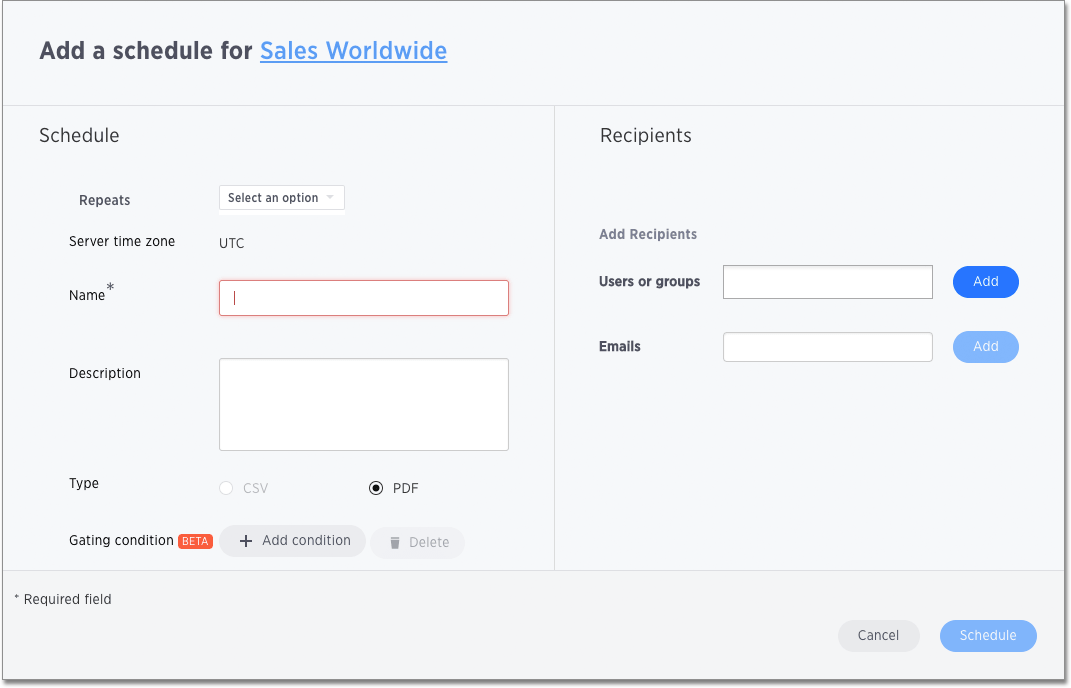 Add a schedule for Sales Worldwide
Schedule
Repeats
Select an option
Server time zone
UTC
Name*
Description
Type
CSV
PDF
Gating condition BETA
+ Add condition
Delete
Recipients
Add Recipients
Users or groups
Add
Emails
Add
* Required field
Cancel
Schedule